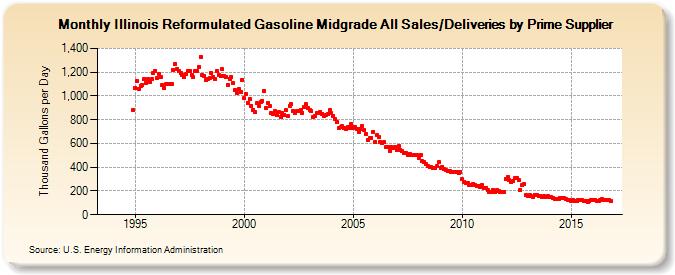 Monthly Illinois Reformulated Gasoline Midgrade All Sales/Deliveries by Prime Supplier
Thousand Gallons per Day
1,400
1,200
1,000
800
600
400
200
0
1995 2000 2005 2010 2015
Source: U.S. Energy Information Administration